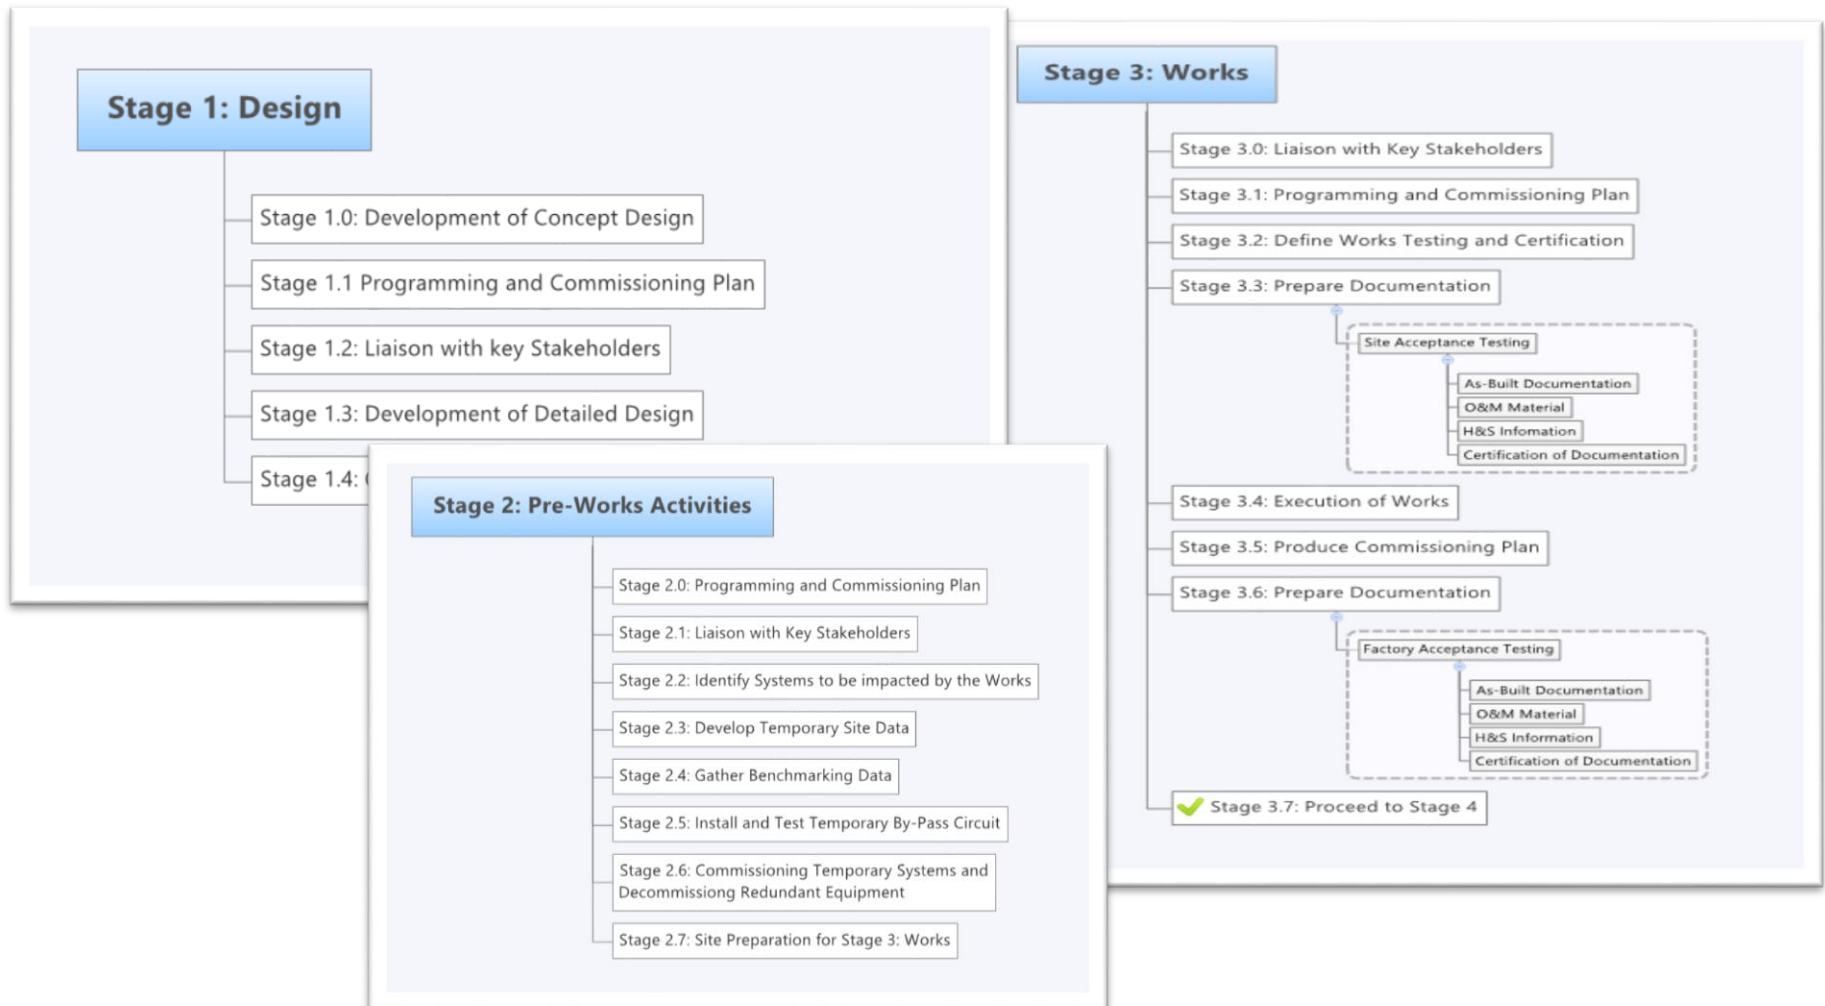 Stage 1: Design
Stage 1.0: Development of Concept Design
Stage 1.1 Programming and Commissioning Plan
Stage 1.2: Liaison with key Stakeholders
Stage 1.3: Development of Detailed Design
Stage 1.4:
Stage 2: Pre-Works Activities
Stage 2.0: Programming and Commissioning Plan
Stage 2.1: Liaison with Key Stakeholders
Stage 2.2: Identify Systems to be impacted by the Works
Stage 2.3: Develop Temporary Site Data
Stage 2.4: Gather Benchmarking Data
Stage 2.5: Install and Test Temporary By-Pass Circuit
Stage 2.6: Commissioning Temporary Systems and
Decommissiong Redundant Equipment
Stage 2.7: Site Preparation for Stage 3: Works
Stage 3: Works
Stage 3.0: Liaison with Key Stakeholders
Stage 3.1: Programming and Commissioning Plan
Stage 3.2: Define Works Testing and Certification
Stage 3.3: Prepare Documentation
Site Acceptance Testing
As-Built Documentation
O&M Material
H&S Infomation
Certification of Documentation
Stage 3.4: Execution of Works
Stage 3.5: Produce Commissioning Plan
Stage 3.6: Prepare Documentation
Factory Acceptance Testing
As-Built Documentation
O&M Material
H&S Information
Certification of Documentation
Stage 3.7: Proceed to Stage 4